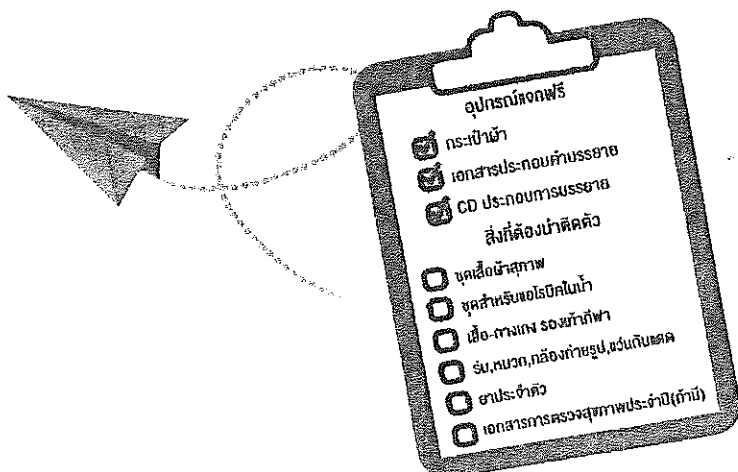 อุปกรณ์แจกฟรี
กระเป๋าผ้า
เอกสารประกอบคำบรรยาย
CD ประกอบการบรรยาย
สิ่งที่ต้องนำติดตัว
ชุดเสื้อผ้าสุภาพ
ชุดสำหรับแอโรบิคในน้ำ
เสื้อ-กางเกง รองเท้ากีฬา
ร่ม,หมวก,กล้องถ่ายรูป,แว่นกันแดด
ยาประจำตัว
เอกสารการตรวจสุขภาพประจำปี(ถ้ามี)